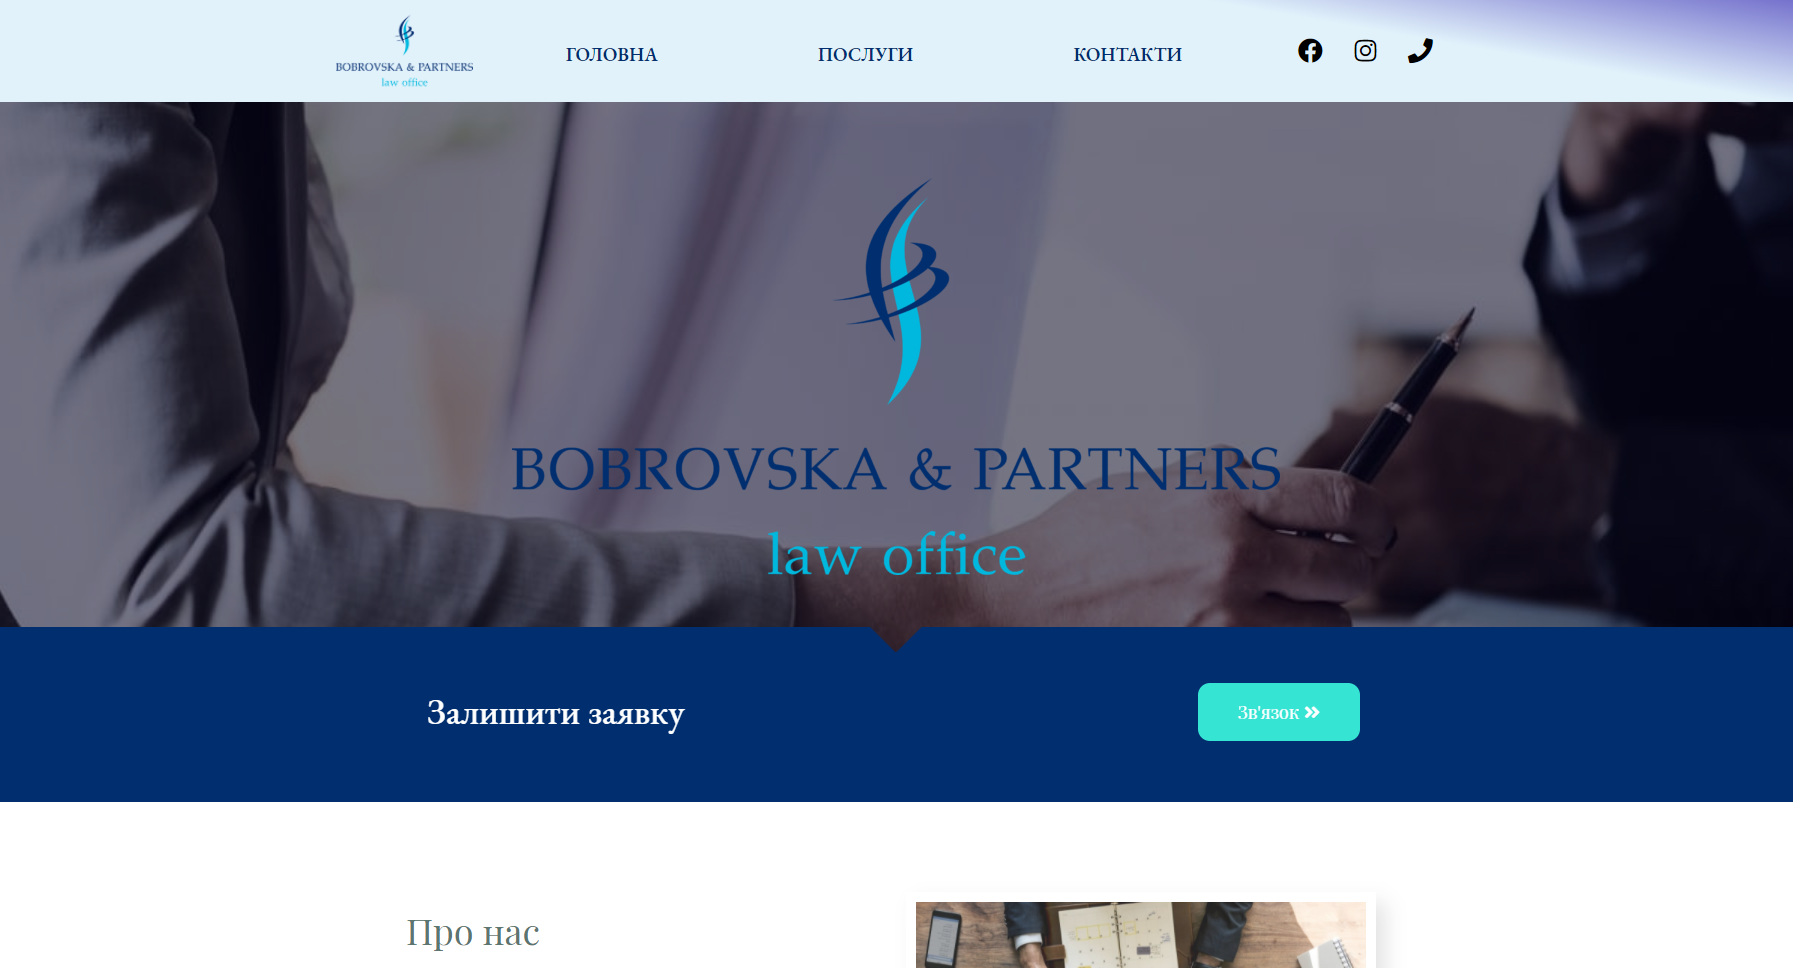 BOBROVSKA & PARTNERS
law office
ГОЛОВНА
ПОСЛУГИ
КОНТАКТИ
BOBROVSKA & PARTNERS
law office
Залишити заявку
Зв'язок
Про нас